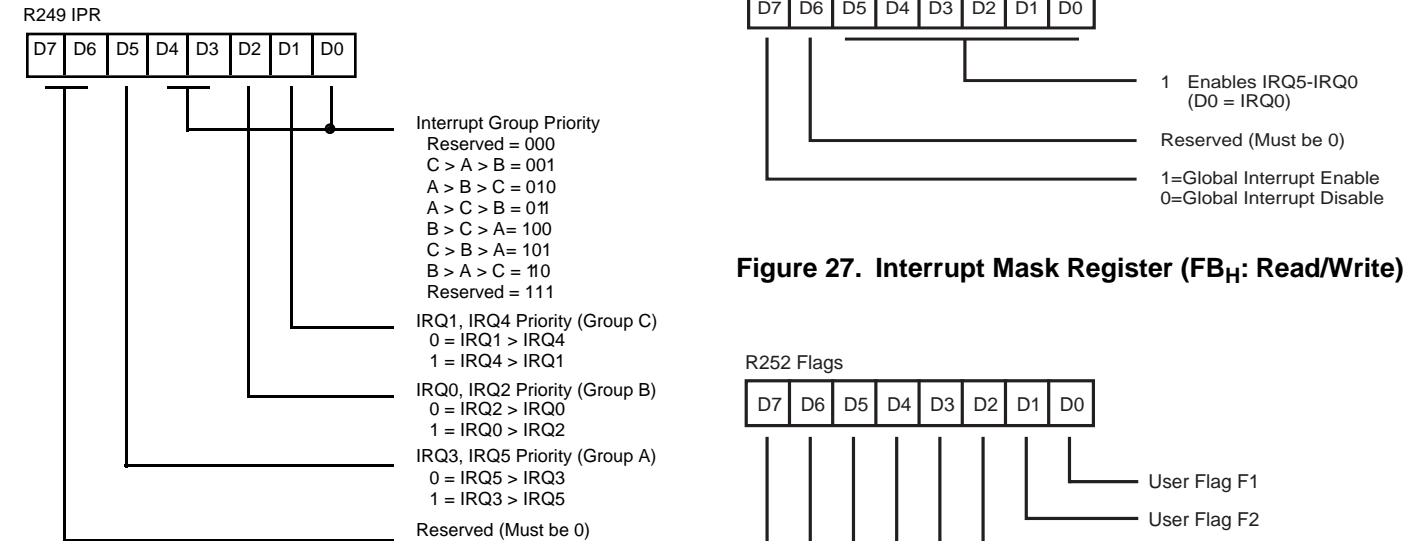 R249 IPR
D7 D6 D5 D4 D3 D2 D1 D0
Interrupt Group Priority
Reserved = 000
C > A > B = 001
A > B > C = 010
A > C > B = 011
B > C > A= 100
C > B > A= 101
B > A > C = 110
Reserved = 111
IRQ1, IRQ4 Priority (Group C)
0 = IRQ1 > IRQ4
1 = IRQ4 > IRQ1
IRQ0, IRQ2 Priority (Group B)
0 = IRQ2 > IRQ0
1 = IRQ0 > IRQ2
IRQ3, IRQ5 Priority (Group A)
0 = IRQ5 > IRQ3
1 = IRQ3 > IRQ5
Reserved (Must be 0)
D7 D6 D5 D4 D3 D2 D1 D0
1 Enables IRQ5-IRQ0
(D0 = IRQ0)
Reserved (Must be 0)
1=Global Interrupt Enable
0=Global Interrupt Disable
Figure 27. Interrupt Mask Register (FBH: Read/Write)
R252 Flags
D7 D6 D5 D4 D3 D2 D1 D0
User Flag F1
User Flag F2